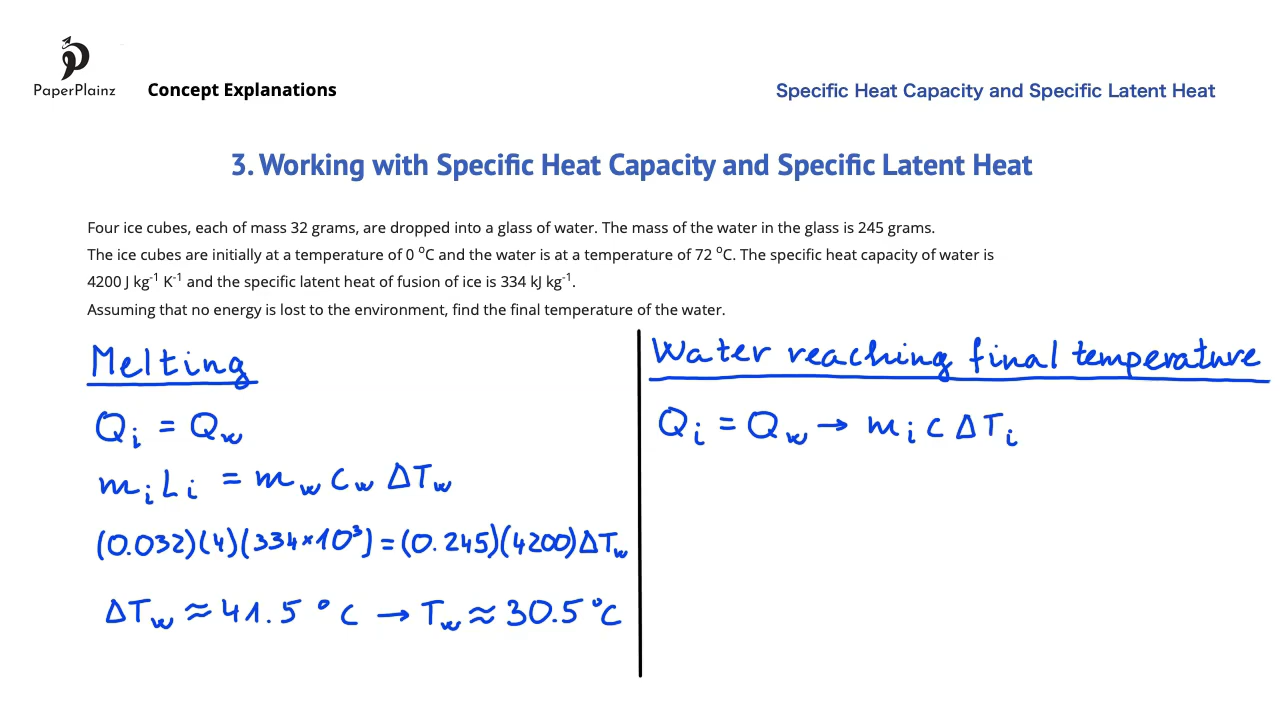 PaperPlainz
Concept Explanations
Specific Heat Capacity and Specific Latent Heat
3. Working with Specific Heat Capacity and Specific Latent Heat
Four ice cubes, each of mass 32 grams, are dropped into a glass of water. The mass of the water in the glass is 245 grams.
The ice cubes are initially at a temperature of 0 ⁰C and the water is at a temperature of 72 ⁰C. The specific heat capacity of water is
4200 J kg⁻¹ K⁻¹ and the specific latent heat of fusion of ice is 334 kJ kg⁻¹.
Assuming that no energy is lost to the environment, find the final temperature of the water.
Melting
Qᵢ = Q_w
mᵢLᵢ = m_w c_w ΔT_w
(0.032)(4)(334×10³)=(0.245)(4200)ΔT_w
ΔT_w ≈ 41.5 °C → T_w ≈ 30.5 °C
Water reaching final temperature
Qᵢ = Q_w → mᵢ c ΔTᵢ